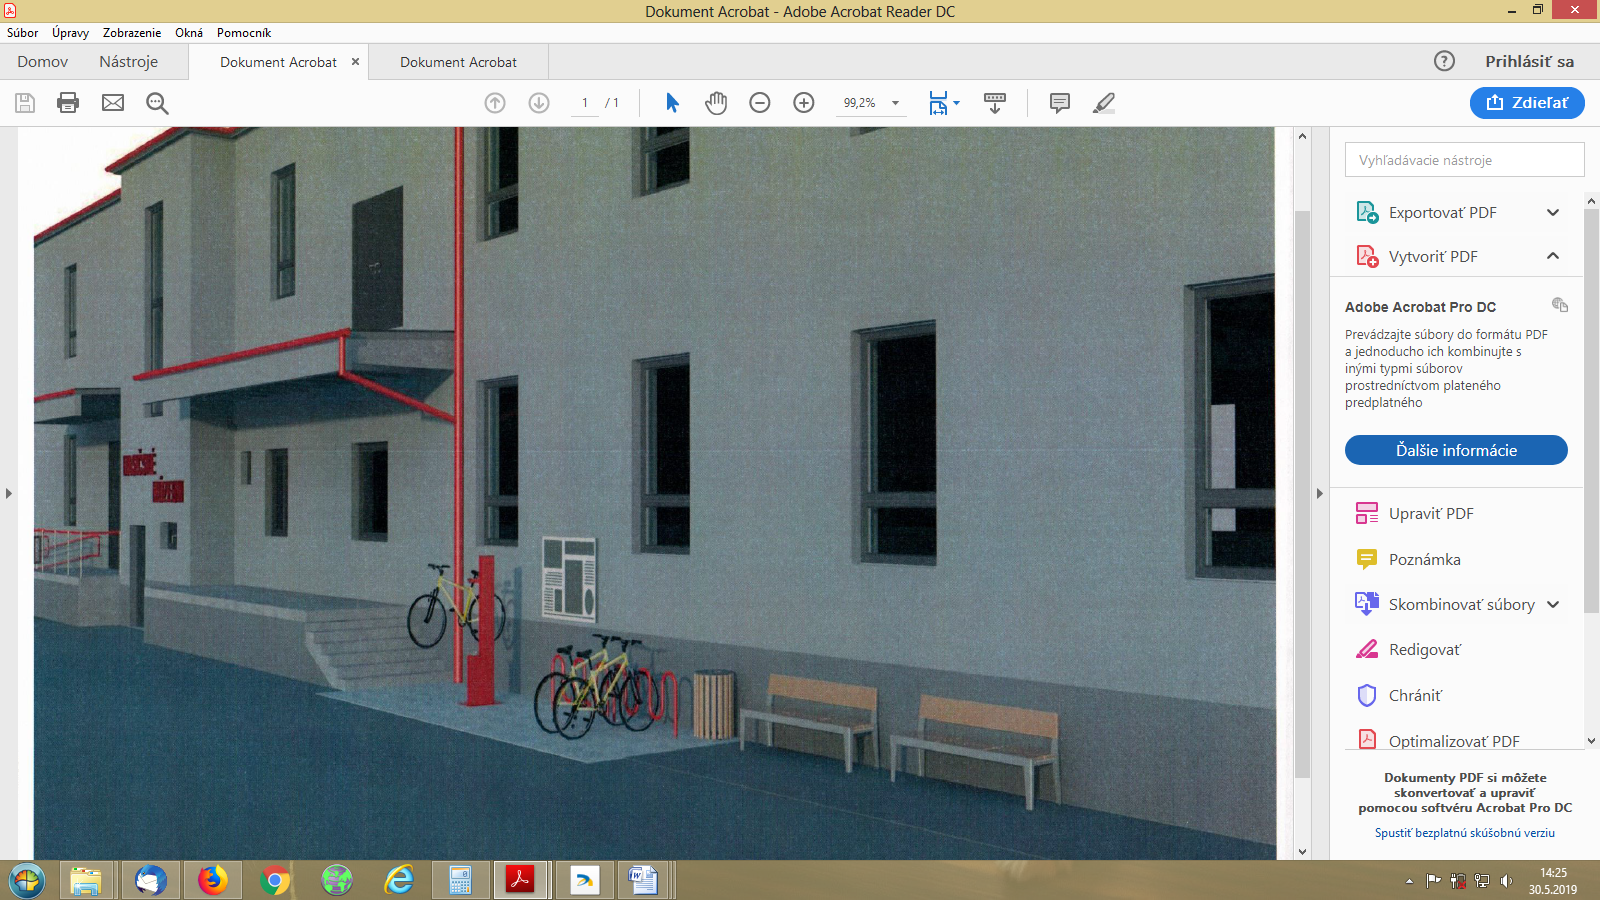 Dokument Acrobat - Adobe Acrobat Reader DC
Súbor Úpravy Zobrazenie Okná Pomocník
Domov Nástroje Dokument Acrobat Dokument Acrobat Prihlásiť sa
1 / 1 99,2% Zdieľať
Vyhľadávacie nástroje
Exportovať PDF
Vytvoriť PDF
Adobe Acrobat Pro DC
Prevádzajte súbory do formátu PDF
a jednoducho ich kombinujte s
inými typmi súborov
prostredníctvom plateného
predplatného
Ďalšie informácie
Upraviť PDF
Poznámka
Skombinovať súbory
Redigovať
Chrániť
Optimalizovať PDF
Dokumenty PDF si môžete
skonvertovať a upraviť
pomocou softvéru Acrobat Pro DC
Spustiť bezplatnú skúšobnú verziu
14:25
30.5.2019